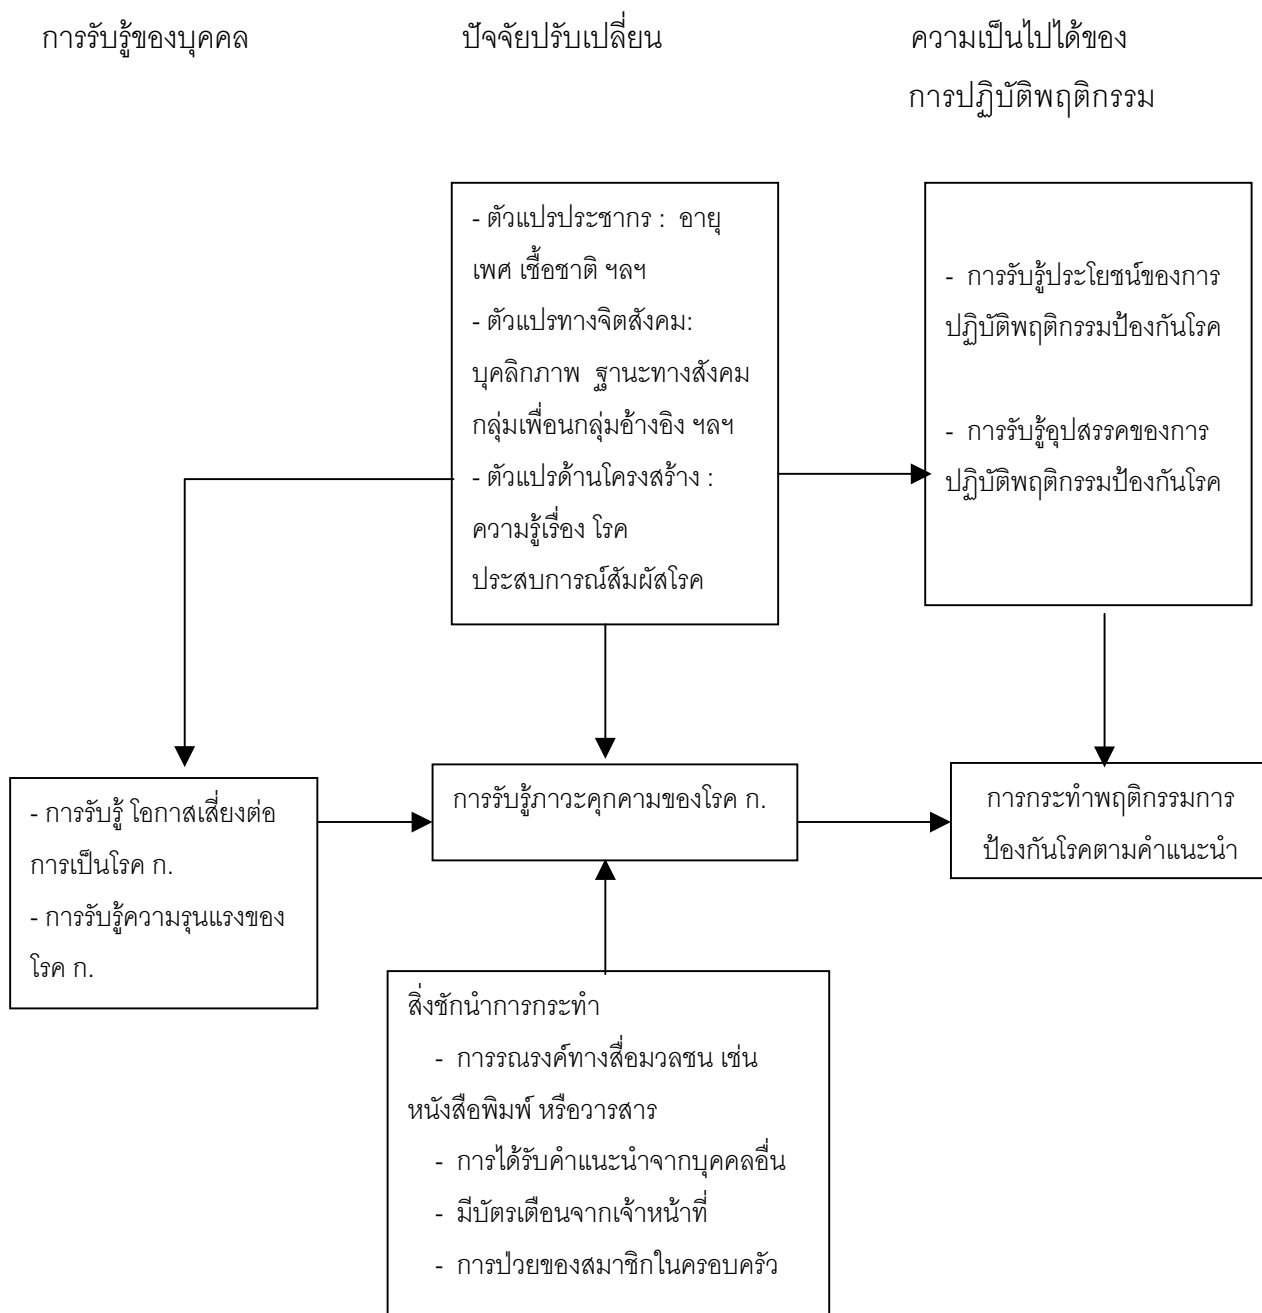 การรับรู้ของบุคคล
ปัจจัยปรับเปลี่ยน
ความเป็นไปได้ของ
การปฏิบัติพฤติกรรม
- ตัวแปรประชากร : อายุ
เพศ เชื้อชาติ ฯลฯ
- ตัวแปรทางจิตสังคม:
บุคลิกภาพ ฐานะทางสังคม
กลุ่มเพื่อนกลุ่มอ้างอิง ฯลฯ
- ตัวแปรด้านโครงสร้าง :
ความรู้เรื่อง โรค
ประสบการณ์สัมผัสโรค
- การรับรู้ประโยชน์ของการ
ปฏิบัติพฤติกรรมป้องกันโรค
- การรับรู้อุปสรรคของการ
ปฏิบัติพฤติกรรมป้องกันโรค
- การรับรู้ โอกาสเสี่ยงต่อ
การเป็นโรค ก.
- การรับรู้ความรุนแรงของ
โรค ก.
การรับรู้ภาวะคุกคามของโรค ก.
การกระทำพฤติกรรมการ
ป้องกันโรคตามคำแนะนำ
สิ่งชักนำการกระทำ
- การรณรงค์ทางสื่อมวลชน เช่น
หนังสือพิมพ์ หรือวารสาร
- การได้รับคำแนะนำจากบุคคลอื่น
- มีบัตรเตือนจากเจ้าหน้าที่
- การป่วยของสมาชิกในครอบครัว